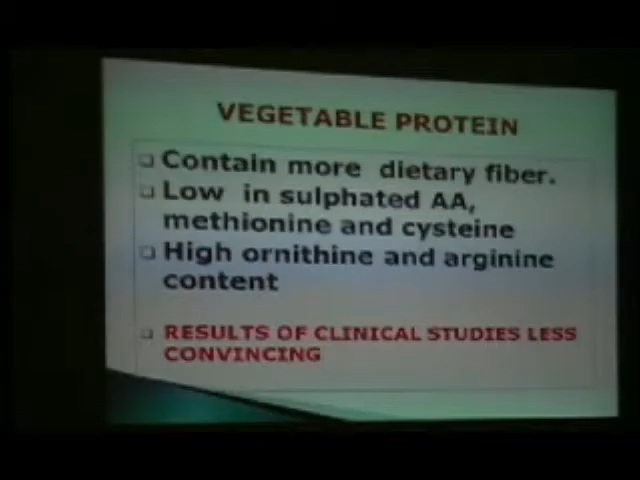 VEGETABLE PROTEIN
❑ Contain more dietary fiber.
❑ Low in sulphated AA,
methionine and cysteine
❑ High ornithine and arginine
content
❑ RESULTS OF CLINICAL STUDIES LESS
CONVINCING